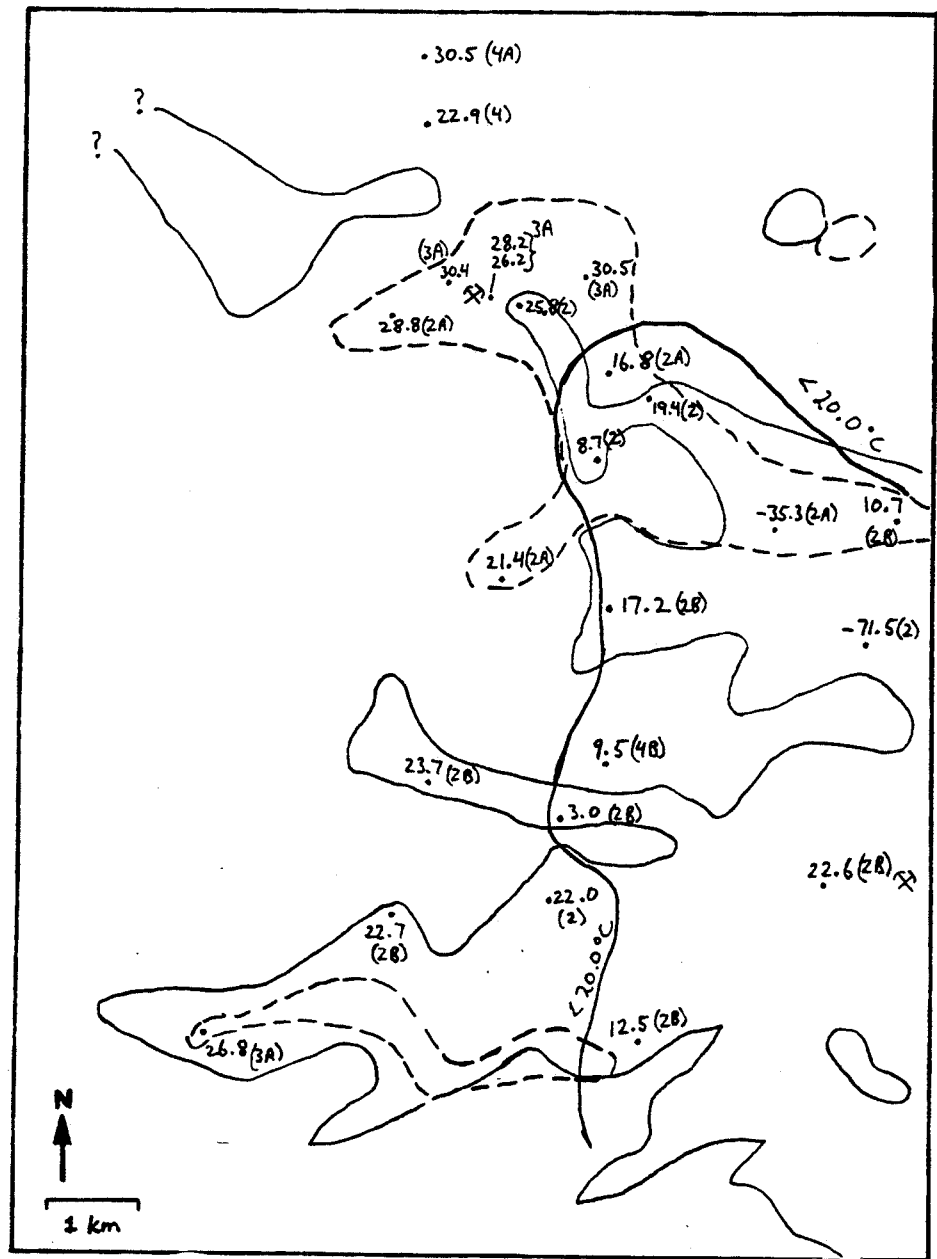 30.5 (4A)
?
22.9 (4)
?
(3A)
28.2 } 3A
26.2
30.4
30.5
(3A)
25.8 (2)
28.8 (2A)
16.8 (2A)
<20.0°C
19.4 (2)
8.7 (2)
-35.3 (2A)
10.7
(2B)
21.4 (2A)
17.2 (2B)
-71.5 (2)
9.5 (4B)
23.7 (2B)
3.0 (2B)
22.6 (2B)
22.0
(2)
22.7
(2B)
<20.0°C
12.5 (2B)
26.8 (3A)
N
1 km